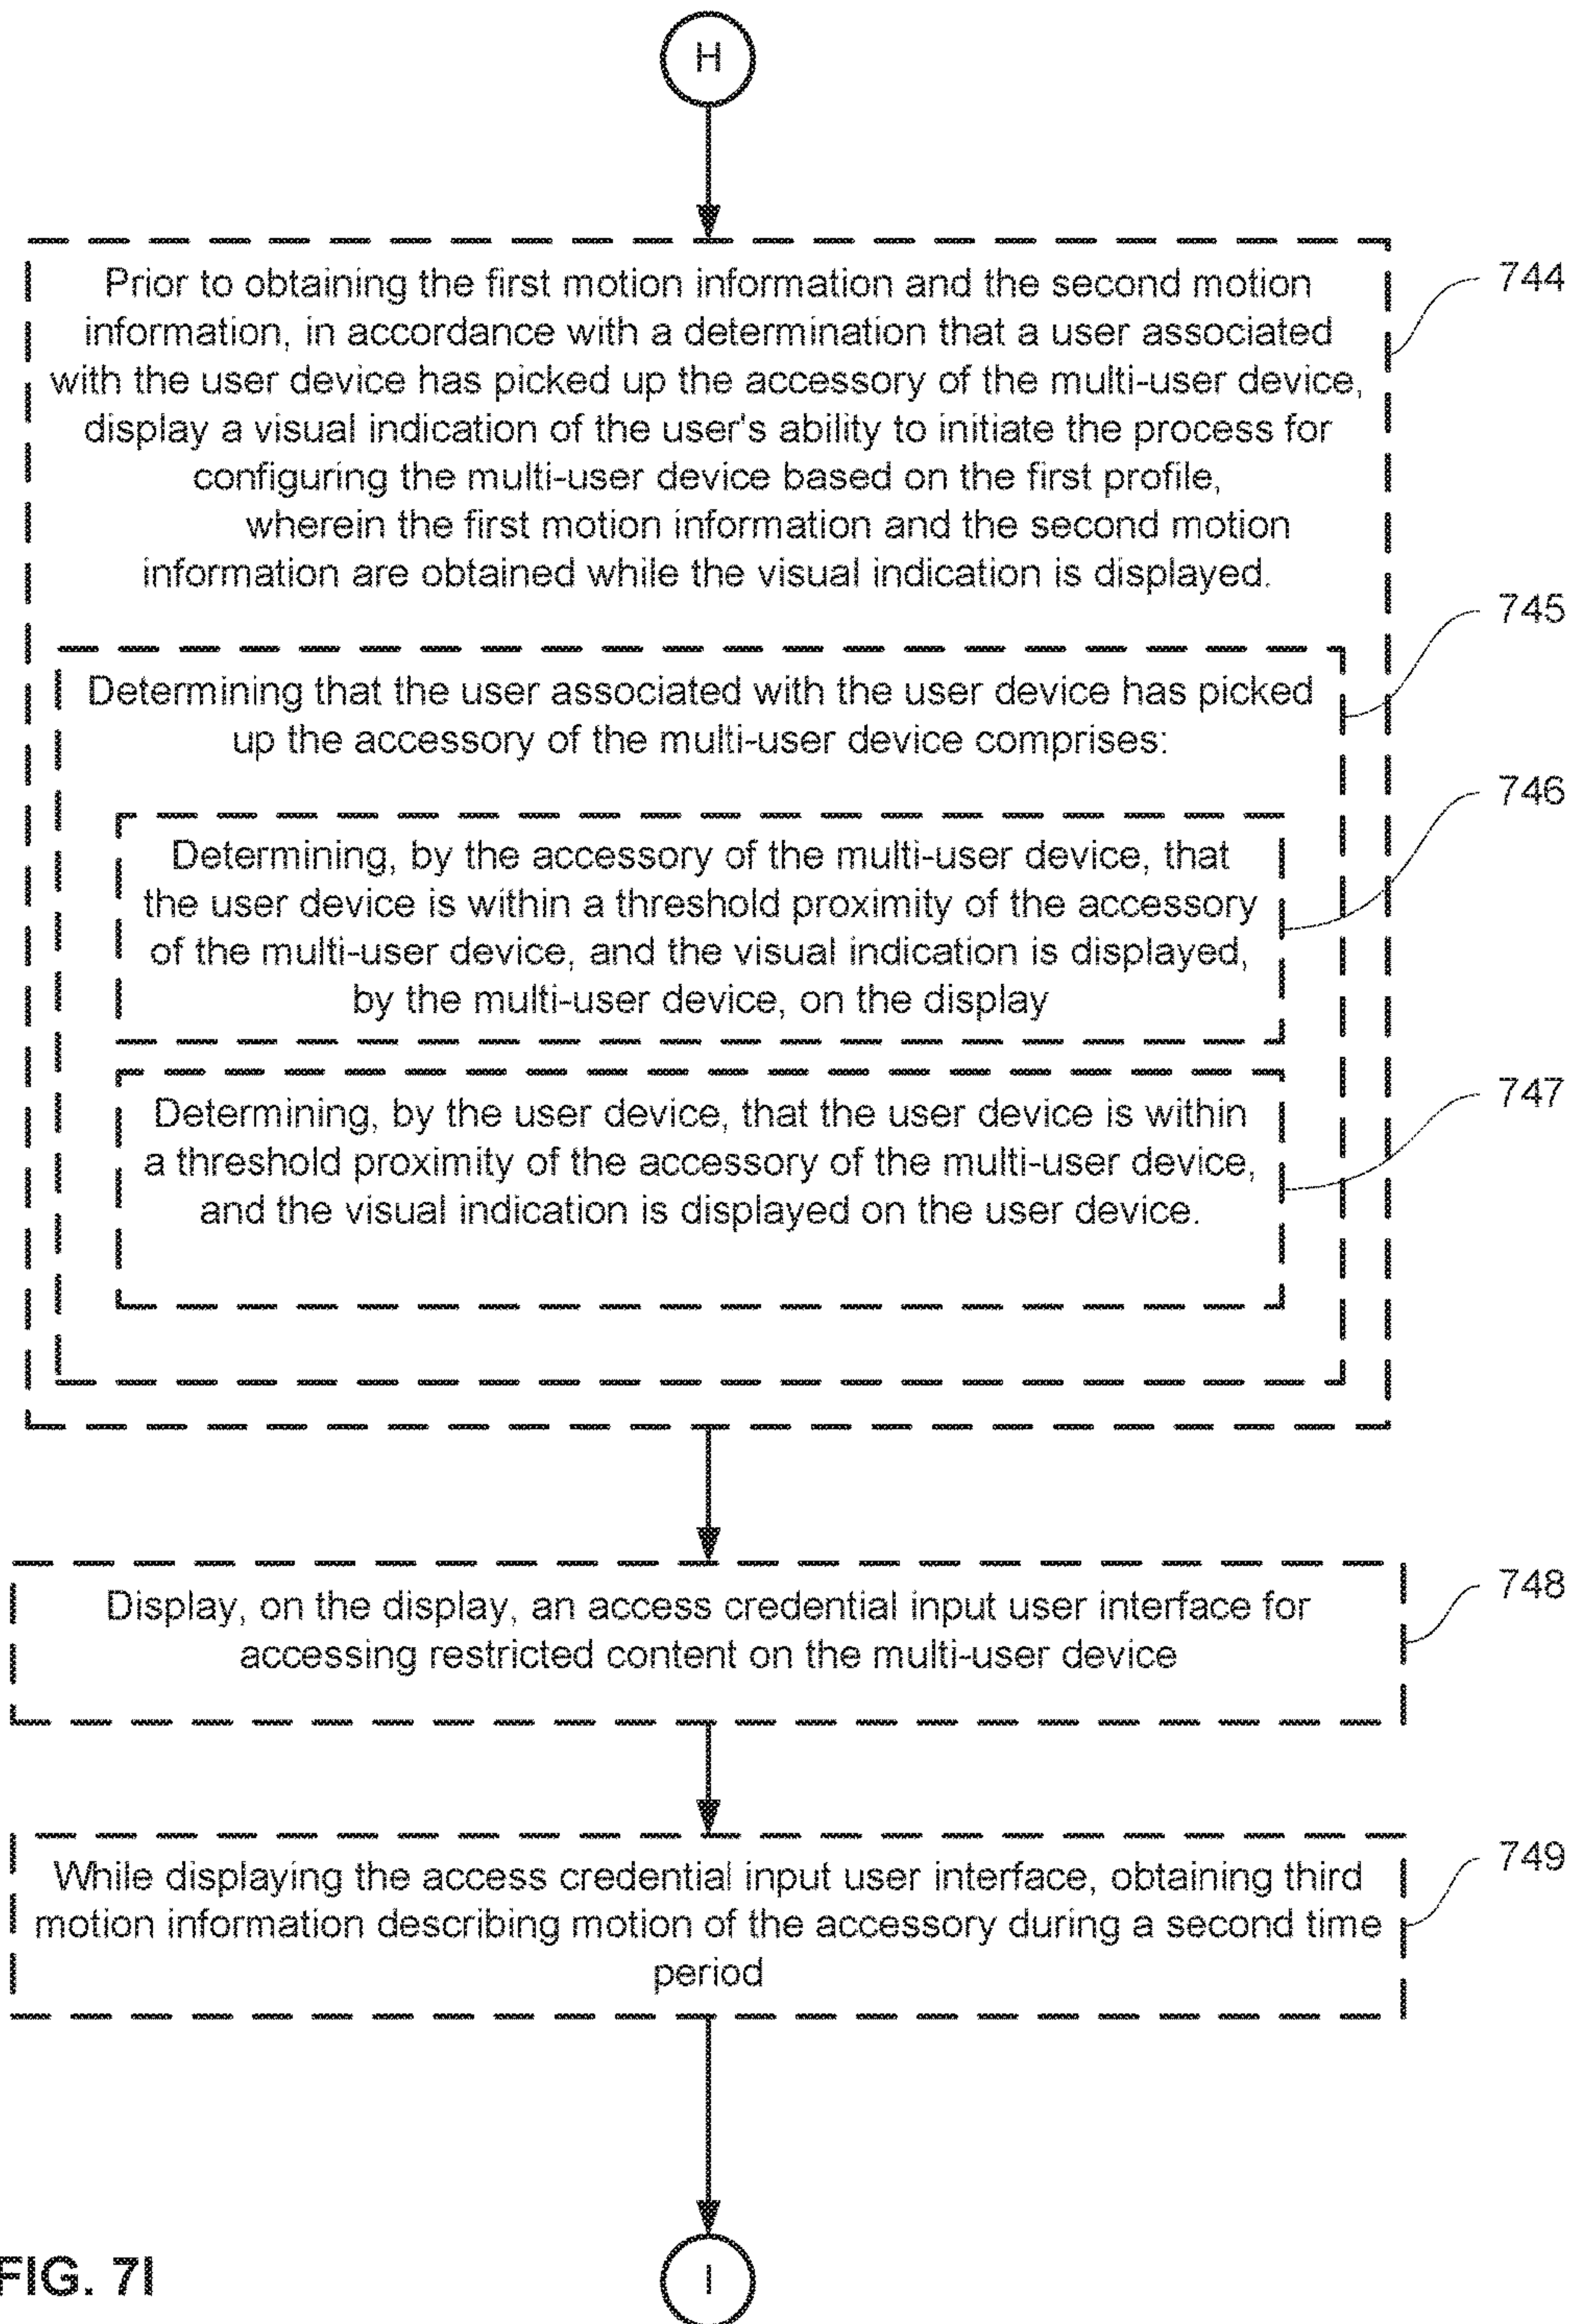 H
Prior to obtaining the first motion information and the second motion
information, in accordance with a determination that a user associated
with the user device has picked up the accessory of the multi-user device,
display a visual indication of the user's ability to initiate the process for
configuring the multi-user device based on the first profile,
wherein the first motion information and the second motion
information are obtained while the visual indication is displayed.
744
Determining that the user associated with the user device has picked
up the accessory of the multi-user device comprises:
745
Determining, by the accessory of the multi-user device, that
the user device is within a threshold proximity of the accessory
of the multi-user device, and the visual indication is displayed,
by the multi-user device, on the display
746
Determining, by the user device, that the user device is within
a threshold proximity of the accessory of the multi-user device,
and the visual indication is displayed on the user device.
747
Display, on the display, an access credential input user interface for
accessing restricted content on the multi-user device
748
While displaying the access credential input user interface, obtaining third
motion information describing motion of the accessory during a second time
period
749
I
FIG. 7I